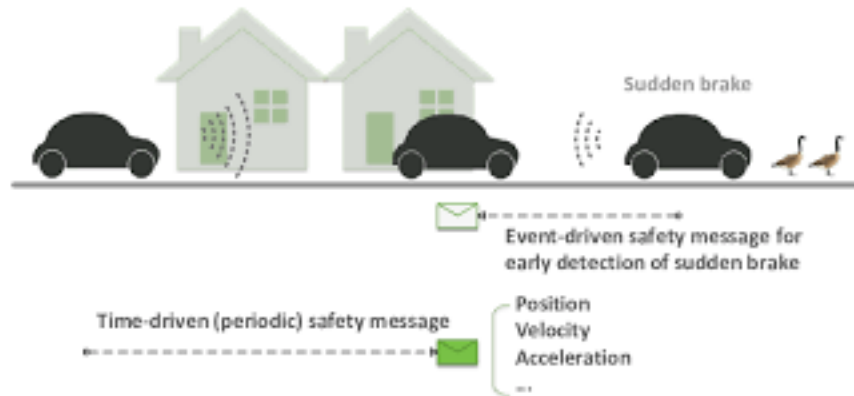 Sudden brake
Event-driven safety message for
early detection of sudden brake
Time-driven (periodic) safety message
Position
Velocity
Acceleration
...